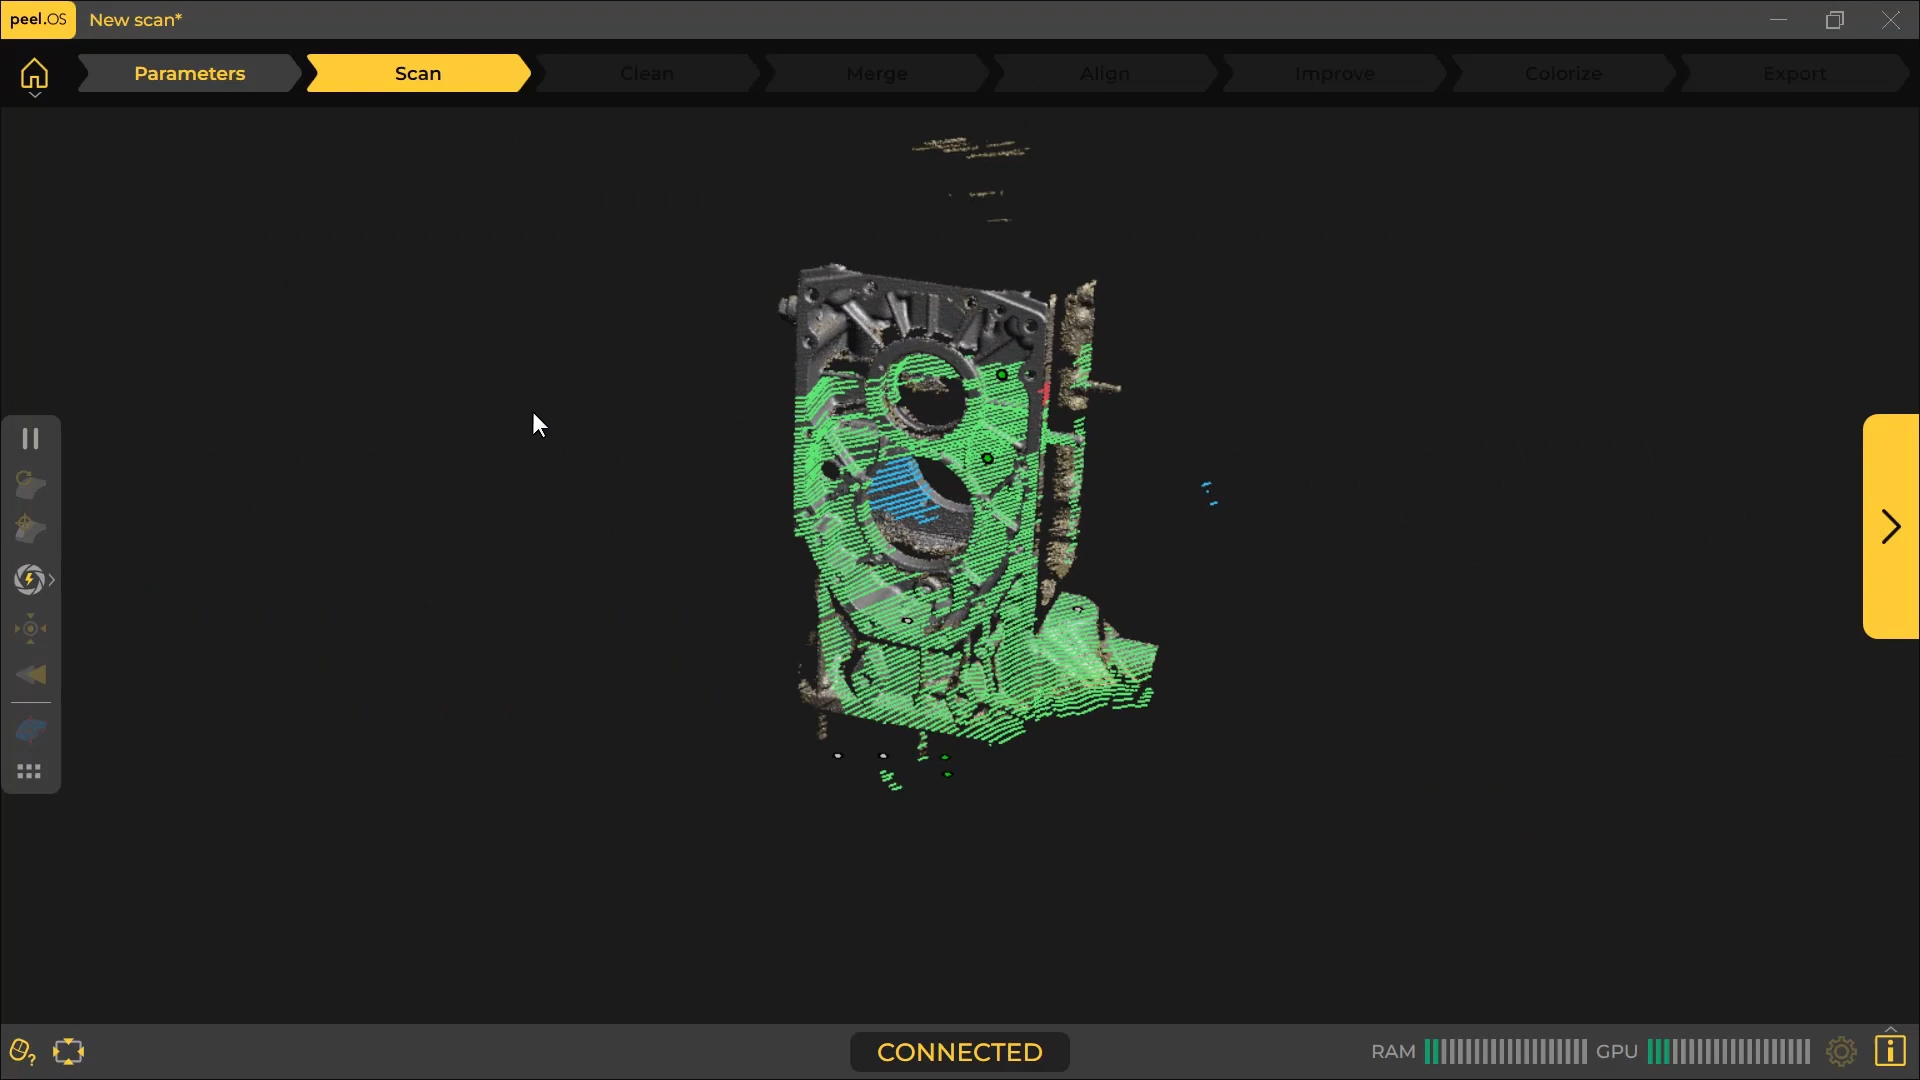 peel.OS New scan*
Parameters Scan Clean Merge Align Improve Colorize Export
CONNECTED RAM GPU